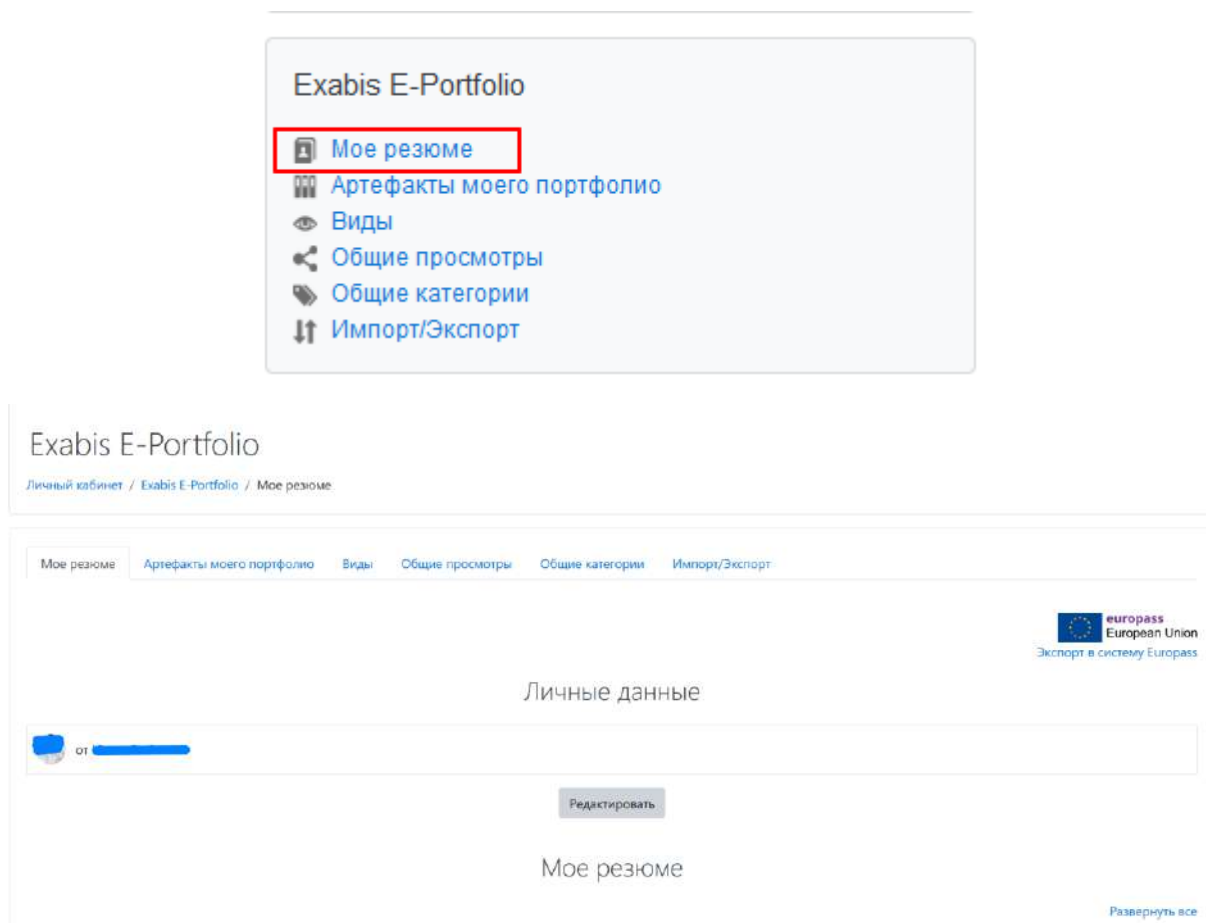 Exabis E-Portfolio
Мое резюме
Артефакты моего портфолио
Виды
Общие просмотры
Общие категории
Импорт/Экспорт
Exabis E-Portfolio
Личный кабинет / Exabis E-Portfolio / Мое резюме
Мое резюме Артефакты моего портфолио Виды Общие просмотры Общие категории Импорт/Экспорт
europass
European Union
Экспорт в систему Europass
Личные данные
от
Редактировать
Мое резюме
Развернуть все